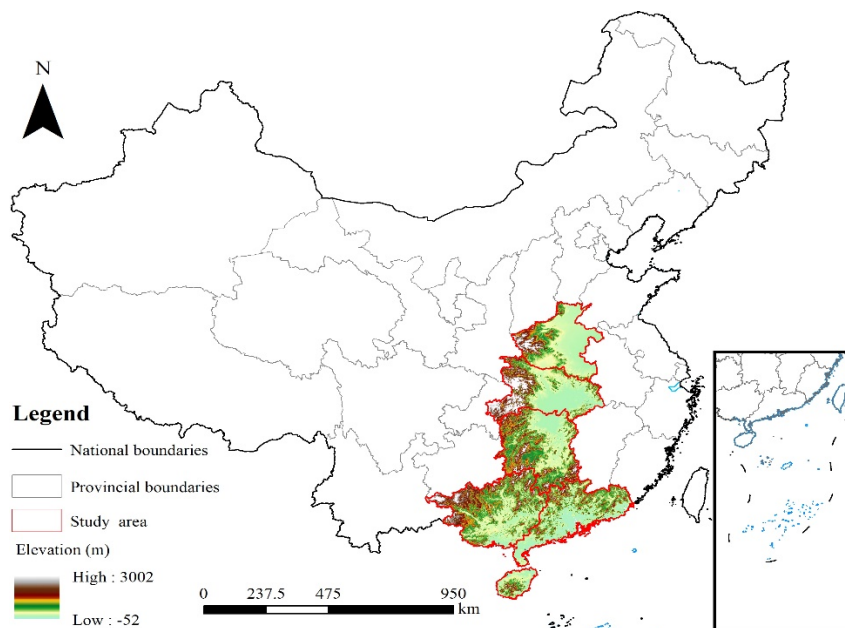 N
Legend
National boundaries
Provincial boundaries
Study area
Elevation (m)
High : 3002
Low : -52
0 237.5 475 950
km